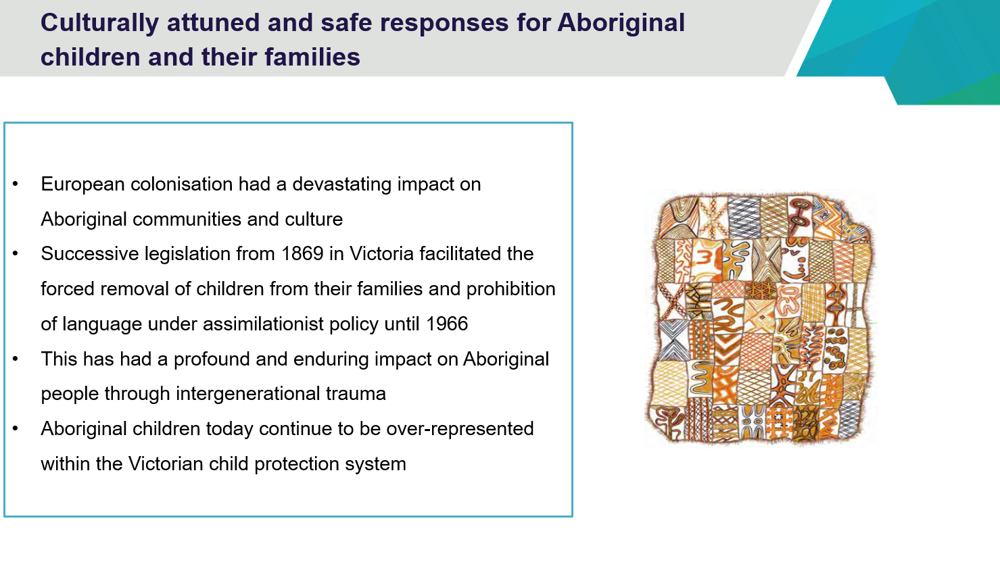 Culturally attuned and safe responses for Aboriginal
children and their families
• European colonisation had a devastating impact on
Aboriginal communities and culture
• Successive legislation from 1869 in Victoria facilitated the
forced removal of children from their families and prohibition
of language under assimilationist policy until 1966
• This has had a profound and enduring impact on Aboriginal
people through intergenerational trauma
• Aboriginal children today continue to be over-represented
within the Victorian child protection system